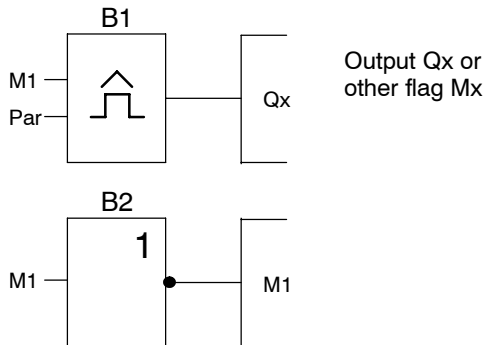 B1
M1
Par
Qx
Output Qx or
other flag Mx
B2
1
M1
M1